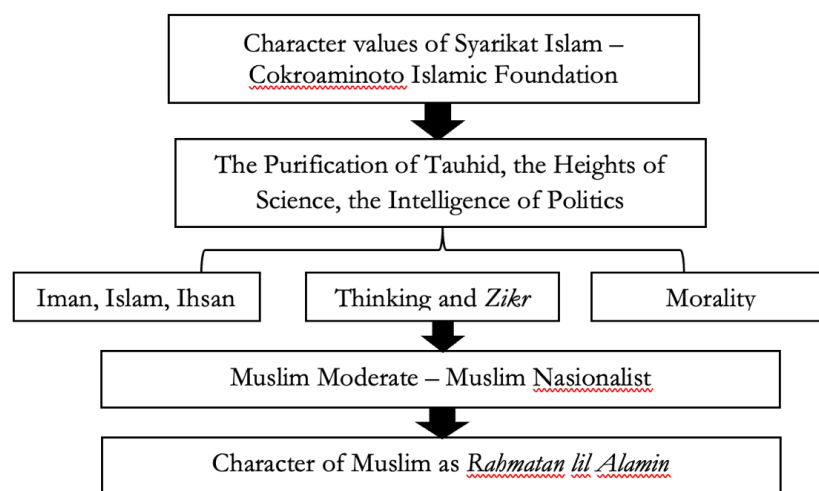 Character values of Syarikat Islam –
Cokroaminoto Islamic Foundation
The Purification of Tauhid, the Heights of
Science, the Intelligence of Politics
Iman, Islam, Ihsan
Thinking and Zikr
Morality
Muslim Moderate – Muslim Nasionalist
Character of Muslim as Rahmatan lil Alamin